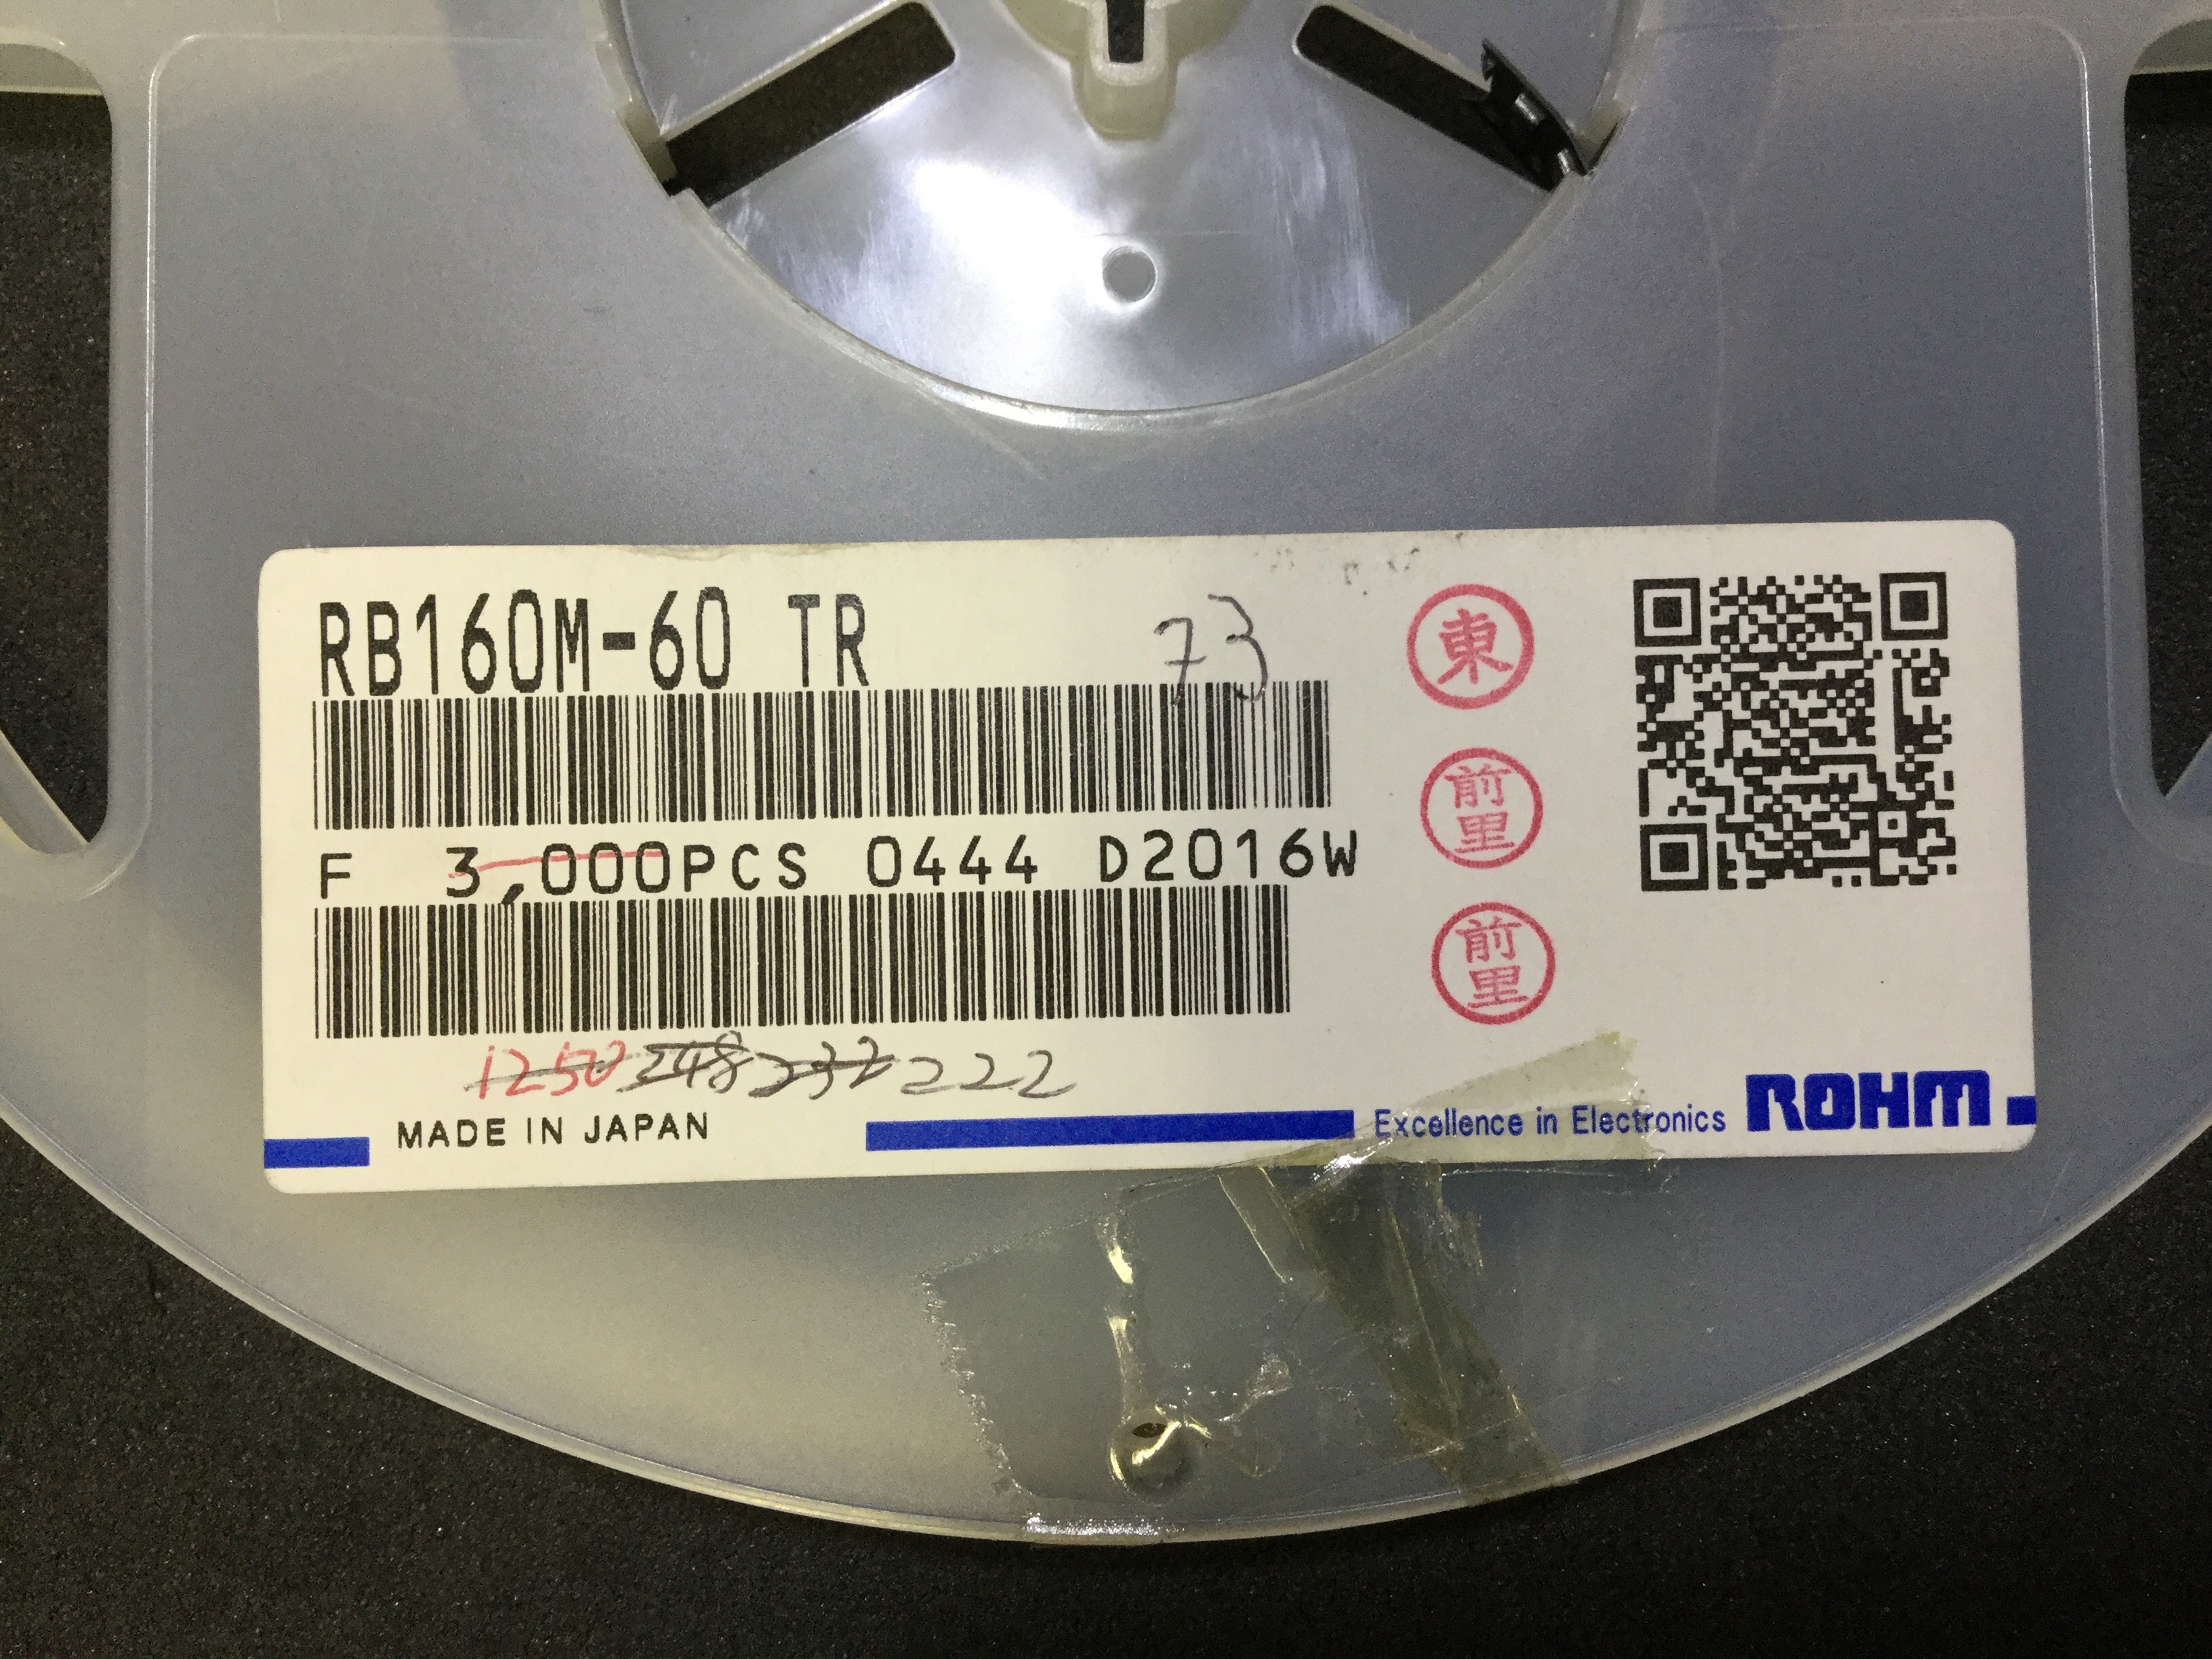 RB160M-60 TR
73
東
前里
F 3,000PCS 0444 D2016W
前里
1250 248 232 222
MADE IN JAPAN
Excellence in Electronics ROHM